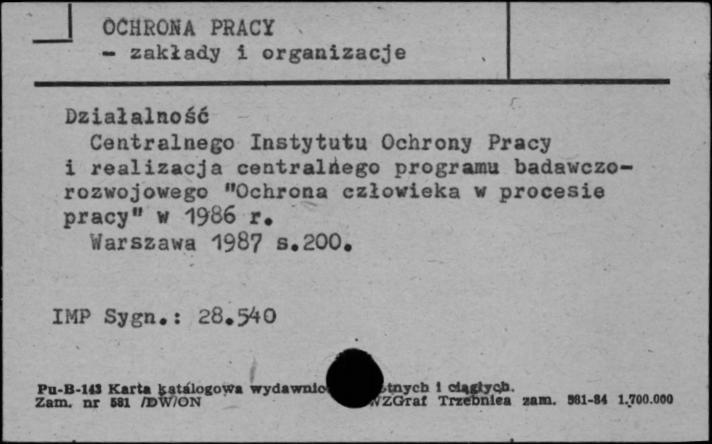 OCHRONA PRACY
- zakłady i organizacje
Działalność
Centralnego Instytutu Ochrony Pracy
i realizacja centralnego programu badawczo-
rozwojowego "Ochrona człowieka w procesie
pracy" w 1986 r.
Warszawa 1987 s.200.
IMP Sygn.: 28.540
Pu-B-143 Karta katalogowa wydawnic tnych i ciągłych.
Zam. nr 581 /DW/ON WZGraf Trzebnica zam. 981-84 1.700.000